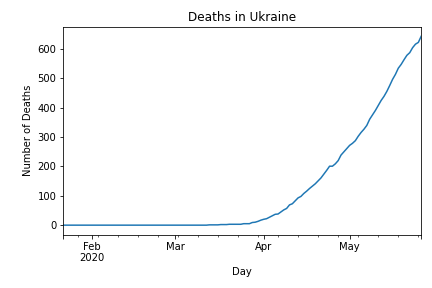 Deaths in Ukraine
Number of Deaths
600
500
400
300
200
100
0
Feb
2020
Mar
Apr
May
Day